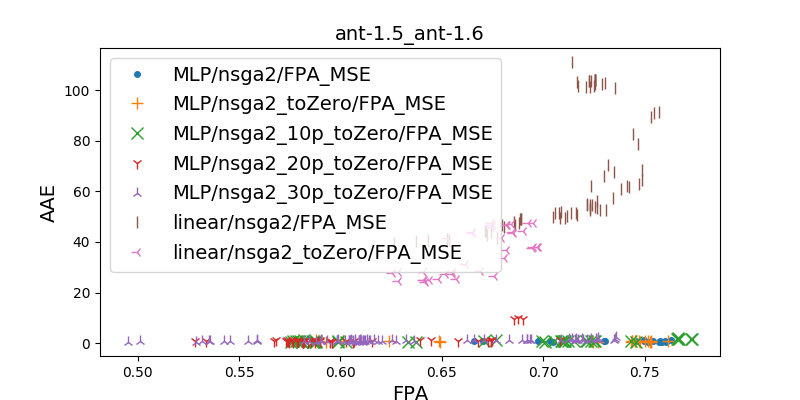 ant-1.5_ant-1.6
AAE
100
80
60
40
20
0
MLP/nsga2/FPA_MSE
MLP/nsga2_toZero/FPA_MSE
MLP/nsga2_10p_toZero/FPA_MSE
MLP/nsga2_20p_toZero/FPA_MSE
MLP/nsga2_30p_toZero/FPA_MSE
linear/nsga2/FPA_MSE
linear/nsga2_toZero/FPA_MSE
0.50 0.55 0.60 0.65 0.70 0.75
FPA